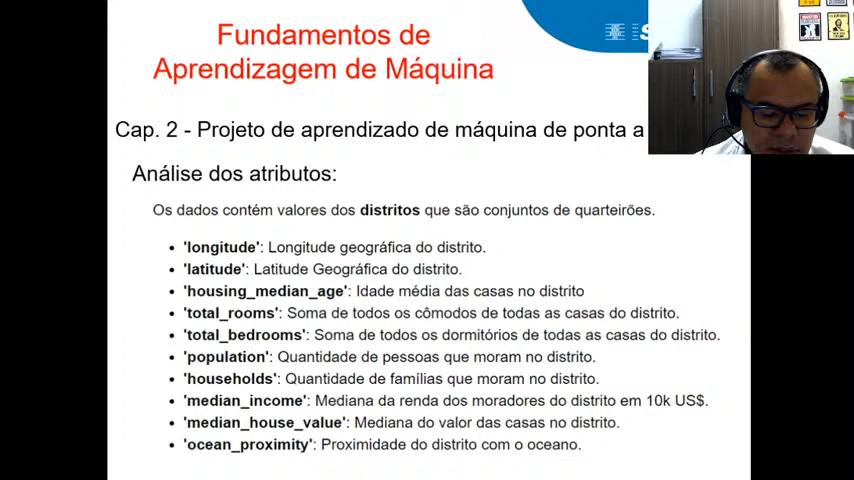 Fundamentos de
Aprendizagem de Máquina
Cap. 2 - Projeto de aprendizado de máquina de ponta a
Análise dos atributos:
Os dados contém valores dos distritos que são conjuntos de quarteirões.
• 'longitude': Longitude geográfica do distrito.
• 'latitude': Latitude Geográfica do distrito.
• 'housing_median_age': Idade média das casas no distrito
• 'total_rooms': Soma de todos os cômodos de todas as casas do distrito.
• 'total_bedrooms': Soma de todos os dormitórios de todas as casas do distrito.
• 'population': Quantidade de pessoas que moram no distrito.
• 'households': Quantidade de famílias que moram no distrito.
• 'median_income': Mediana da renda dos moradores do distrito em 10k US$.
• 'median_house_value': Mediana do valor das casas no distrito.
• 'ocean_proximity': Proximidade do distrito com o oceano.